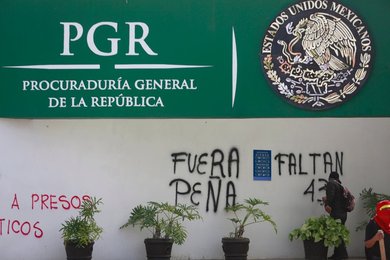 PGR
PROCURADURÍA GENERAL
DE LA REPÚBLICA
ESTADOS UNIDOS MEXICANOS
FUERA
PEÑA
FALTAN
43
A PRESOS
TICOS